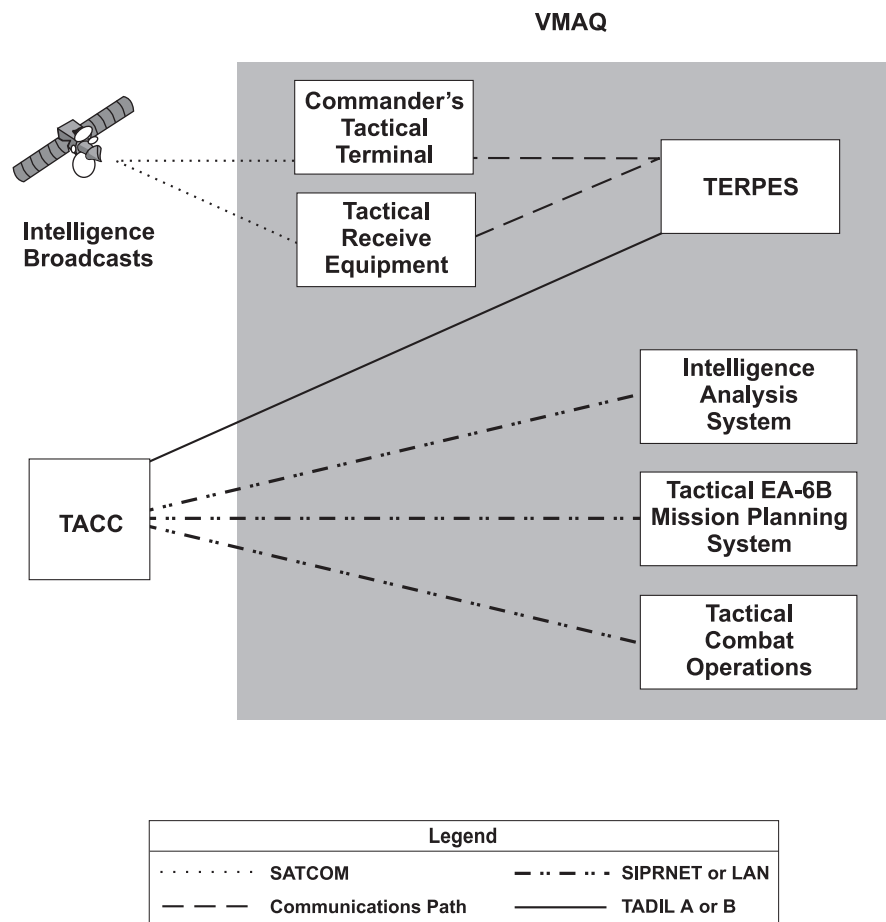 VMAQ
Commander's
Tactical
Terminal
TERPES
Tactical
Receive
Equipment
Intelligence
Broadcasts
Intelligence
Analysis
System
TACC
Tactical EA-6B
Mission Planning
System
Tactical
Combat
Operations
Legend
SATCOM
SIPRNET or LAN
Communications Path
TADIL A or B